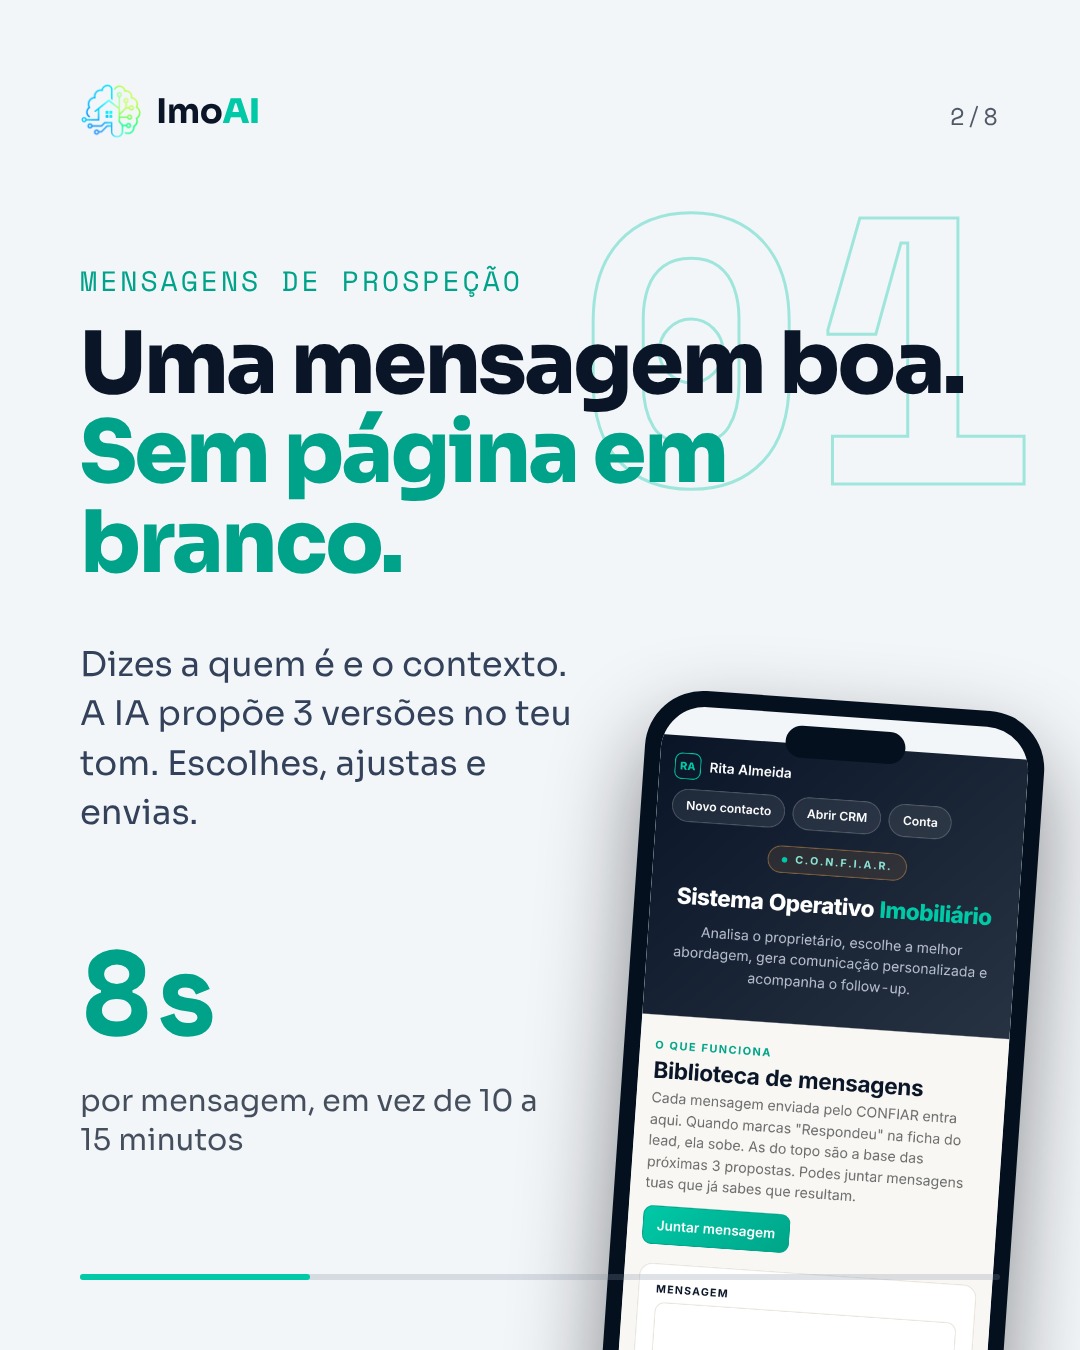 ImoAI
2 / 8
01
MENSAGENS DE PROSPEÇÃO
Uma mensagem boa.
Sem página em
branco.
Dizes a quem é e o contexto.
A IA propõe 3 versões no teu
tom. Escolhes, ajustas e
envias.
8s
por mensagem, em vez de 10 a
15 minutos
RA Rita Almeida
Novo contacto Abrir CRM Conta
C.O.N.F.I.A.R.
Sistema Operativo Imobiliário
Analisa o proprietário, escolhe a melhor
abordagem, gera comunicação personalizada e
acompanha o follow-up.
O QUE FUNCIONA
Biblioteca de mensagens
Cada mensagem enviada pelo CONFIAR entra
aqui. Quando marcas "Respondeu" na ficha do
lead, ela sobe. As do topo são a base das
próximas 3 propostas. Podes juntar mensagens
tuas que já sabes que resultam.
Juntar mensagem
MENSAGEM